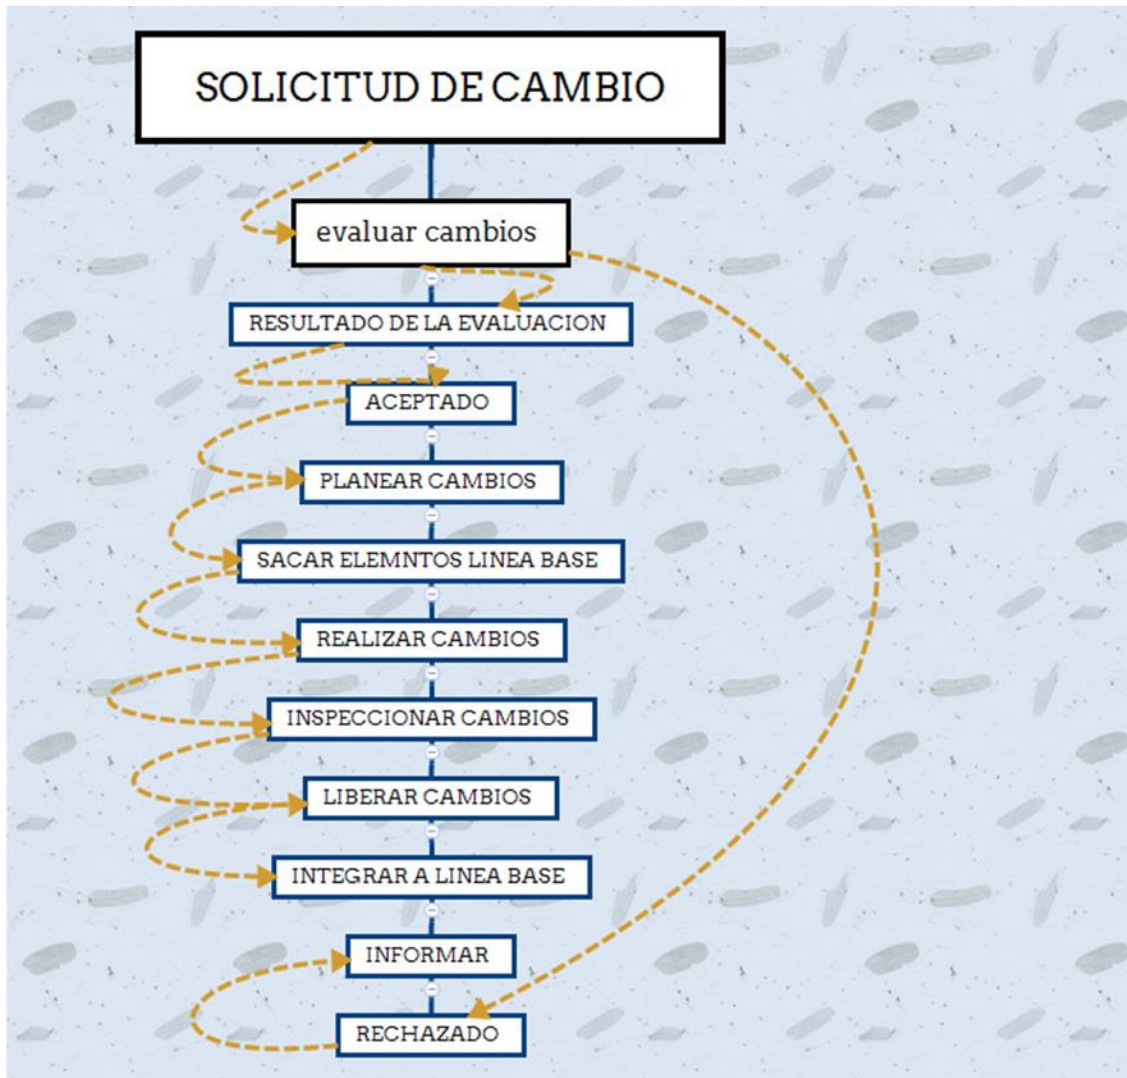 SOLICITUD DE CAMBIO
evaluar cambios
RESULTADO DE LA EVALUACION
ACEPTADO
PLANEAR CAMBIOS
SACAR ELEMNTOS LINEA BASE
REALIZAR CAMBIOS
INSPECCIONAR CAMBIOS
LIBERAR CAMBIOS
INTEGRAR A LINEA BASE
INFORMAR
RECHAZADO